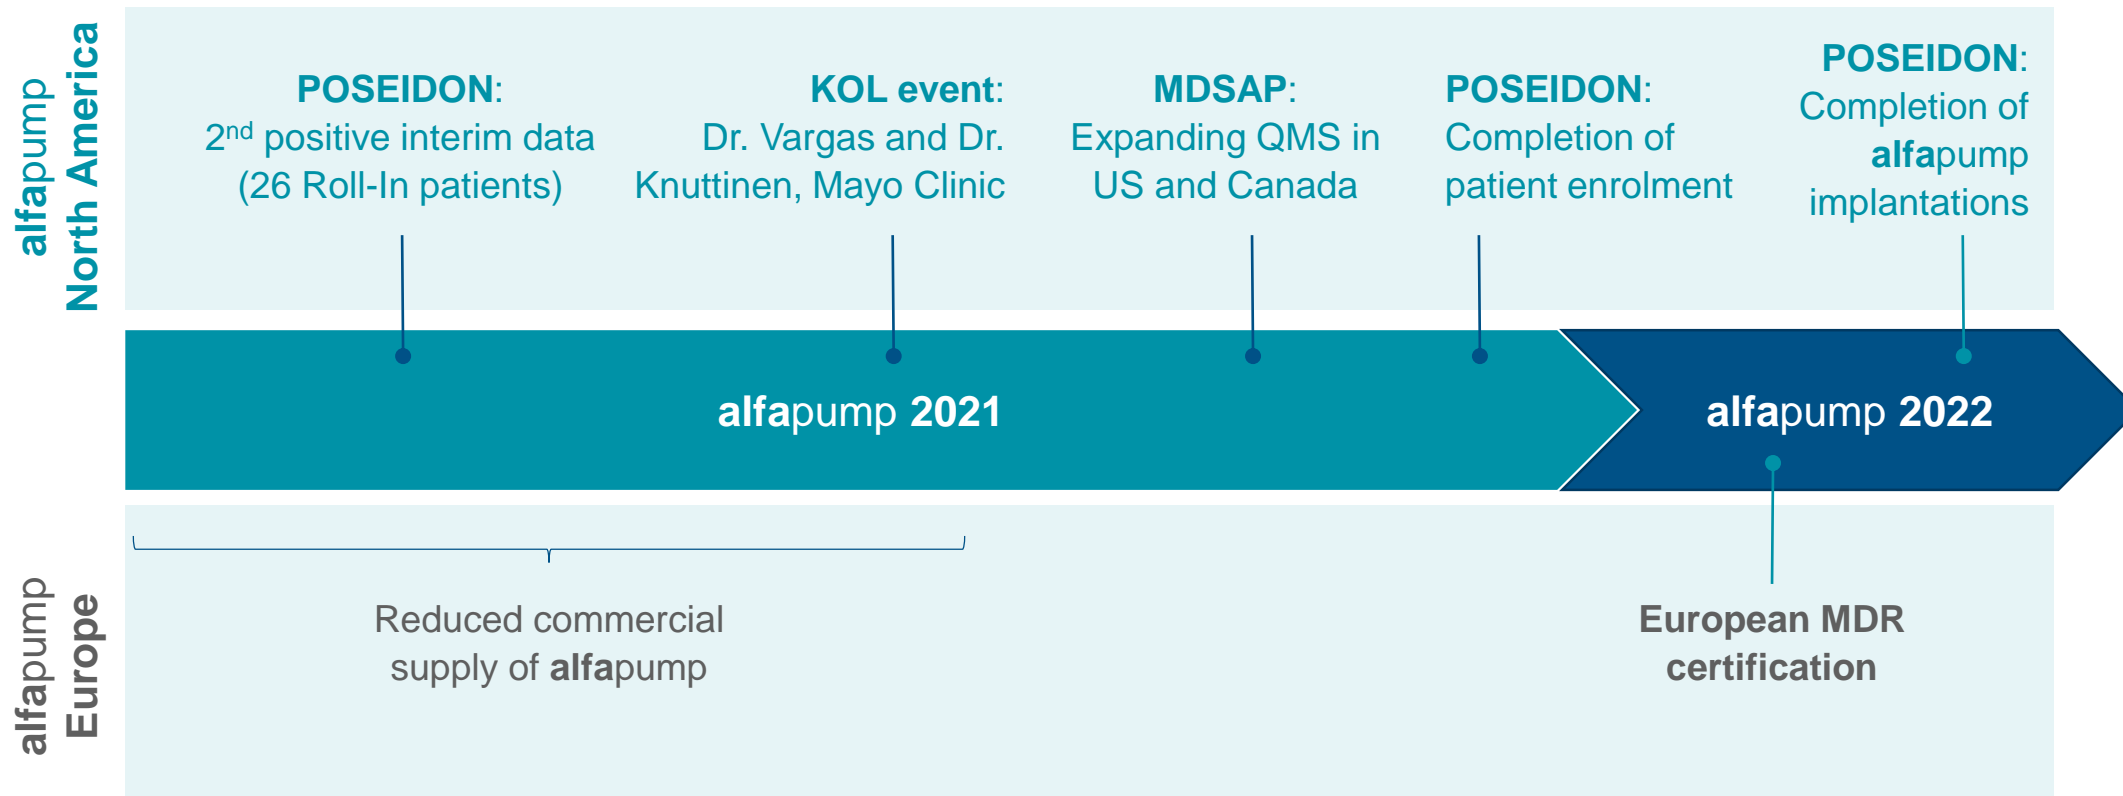 alfapump
North America
POSEIDON:
2nd positive interim data
(26 Roll-In patients)
KOL event:
Dr. Vargas and Dr.
Knuttinen, Mayo Clinic
MDSAP:
Expanding QMS in
US and Canada
POSEIDON:
Completion of
patient enrolment
POSEIDON:
Completion of
alfapump
implantations
alfapump 2021
alfapump 2022
alfapump
Europe
Reduced commercial
supply of alfapump
European MDR
certification